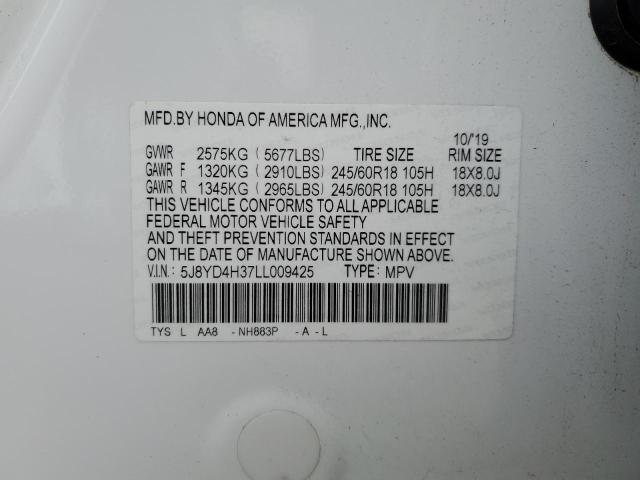 MFD.BY HONDA OF AMERICA MFG.,INC.
10/'19
GVWR 2575KG ( 5677LBS) TIRE SIZE RIM SIZE
GAWR F 1320KG ( 2910LBS) 245/60R18 105H 18X8.0J
GAWR R 1345KG ( 2965LBS) 245/60R18 105H 18X8.0J
THIS VEHICLE CONFORMS TO ALL APPLICABLE
FEDERAL MOTOR VEHICLE SAFETY
AND THEFT PREVENTION STANDARDS IN EFFECT
ON THE DATE OF MANUFACTURE SHOWN ABOVE.
V.I.N: 5J8YD4H37LL009425 TYPE: MPV
TYS L AA8 - NH883P - A - L